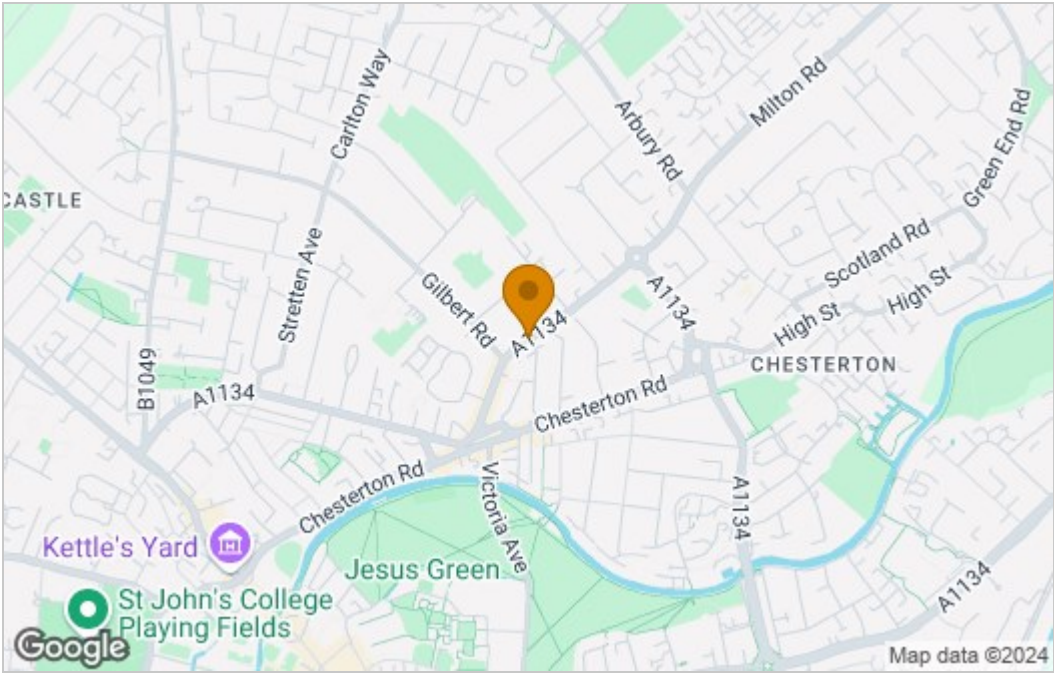 Carlton Way
Arbury Rd
Milton Rd
Green End Rd
CASTLE
Stretten Ave
Gilbert Rd
Scotland Rd
High St
A1134
A1134
High St
CHESTERTON
B1049
A1134
Chesterton Rd
Chesterton Rd
Victoria Ave
A1134
Kettle's Yard
Jesus Green
A1134
St John's College
Playing Fields
Google
Map data ©2024